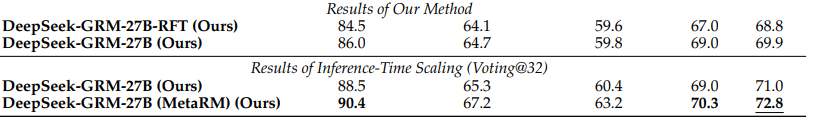 Results of Our Method
DeepSeek-GRM-27B-RFT (Ours) 84.5 64.1 59.6 67.0 68.8
DeepSeek-GRM-27B (Ours) 86.0 64.7 59.8 69.0 69.9
Results of Inference-Time Scaling (Voting@32)
DeepSeek-GRM-27B (Ours) 88.5 65.3 60.4 69.0 71.0
DeepSeek-GRM-27B (MetaRM) (Ours) 90.4 67.2 63.2 70.3 72.8